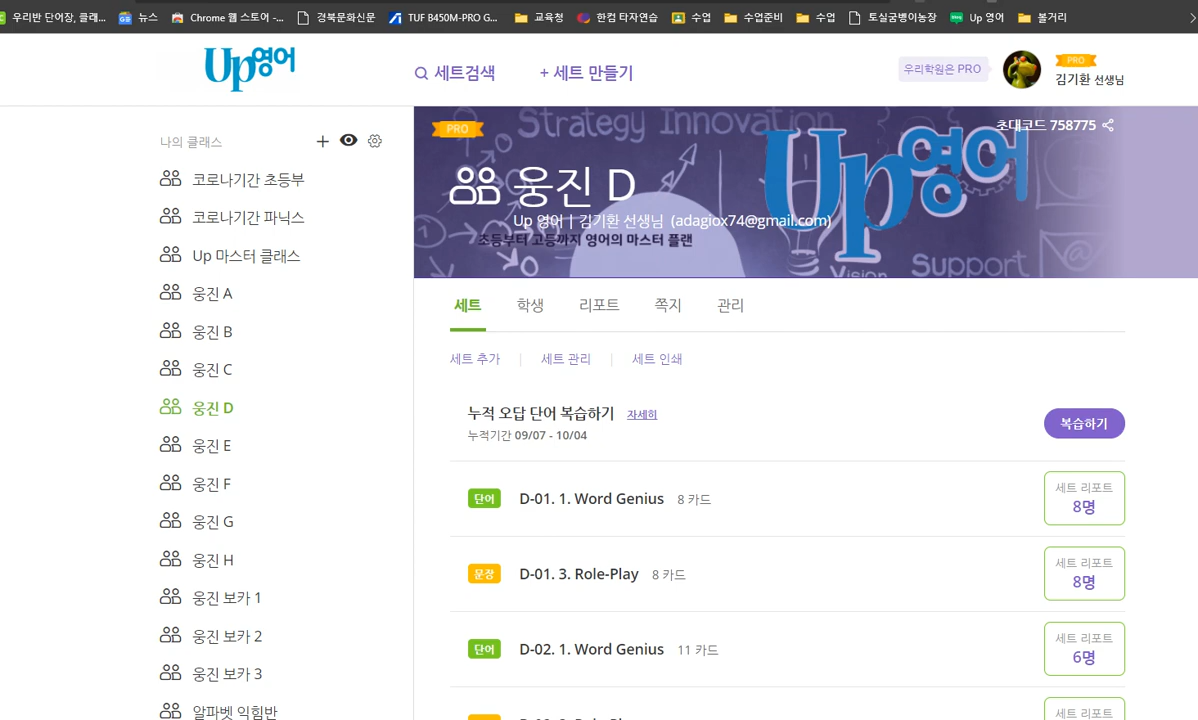 우리반 단어장, 클래...
뉴스
Chrome 웹 스토어 -...
경북문화신문
TUF B450M-PRO G...
교육청
한컴 타자연습
수업
수업준비
수업
토실굼벵이농장
Up 영어
볼거리
Up영어
세트검색
+ 세트 만들기
우리학원은 PRO
PRO
김기환 선생님
나의 클래스
코로나기간 초등부
코로나기간 파닉스
Up 마스터 클래스
웅진 A
웅진 B
웅진 C
웅진 D
웅진 E
웅진 F
웅진 G
웅진 H
웅진 보카 1
웅진 보카 2
웅진 보카 3
알파벳 익힘반
PRO
Strategy Innovation
초대코드 758775
Up영어
웅진 D
Up 영어 | 김기환 선생님 (adagiox74@gmail.com)
초등부터 고등까지 영어의 마스터 플랜
Vision
Support
세트 학생 리포트 쪽지 관리
세트 추가 | 세트 관리 | 세트 인쇄
누적 오답 단어 복습하기 자세히
누적기간 09/07 - 10/04
복습하기
단어 D-01. 1. Word Genius 8 카드
세트 리포트
8명
문장 D-01. 3. Role-Play 8 카드
세트 리포트
8명
단어 D-02. 1. Word Genius 11 카드
세트 리포트
6명
세트 리포트